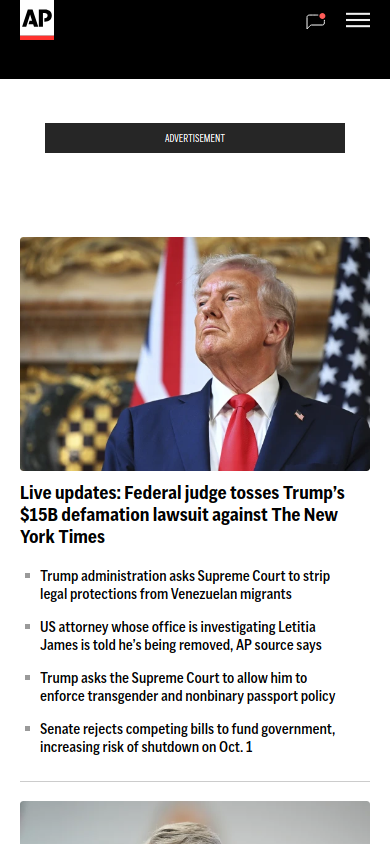 AP
ADVERTISEMENT
Live updates: Federal judge tosses Trump’s
$15B defamation lawsuit against The New
York Times
Trump administration asks Supreme Court to strip
legal protections from Venezuelan migrants
US attorney whose office is investigating Letitia
James is told he’s being removed, AP source says
Trump asks the Supreme Court to allow him to
enforce transgender and nonbinary passport policy
Senate rejects competing bills to fund government,
increasing risk of shutdown on Oct. 1